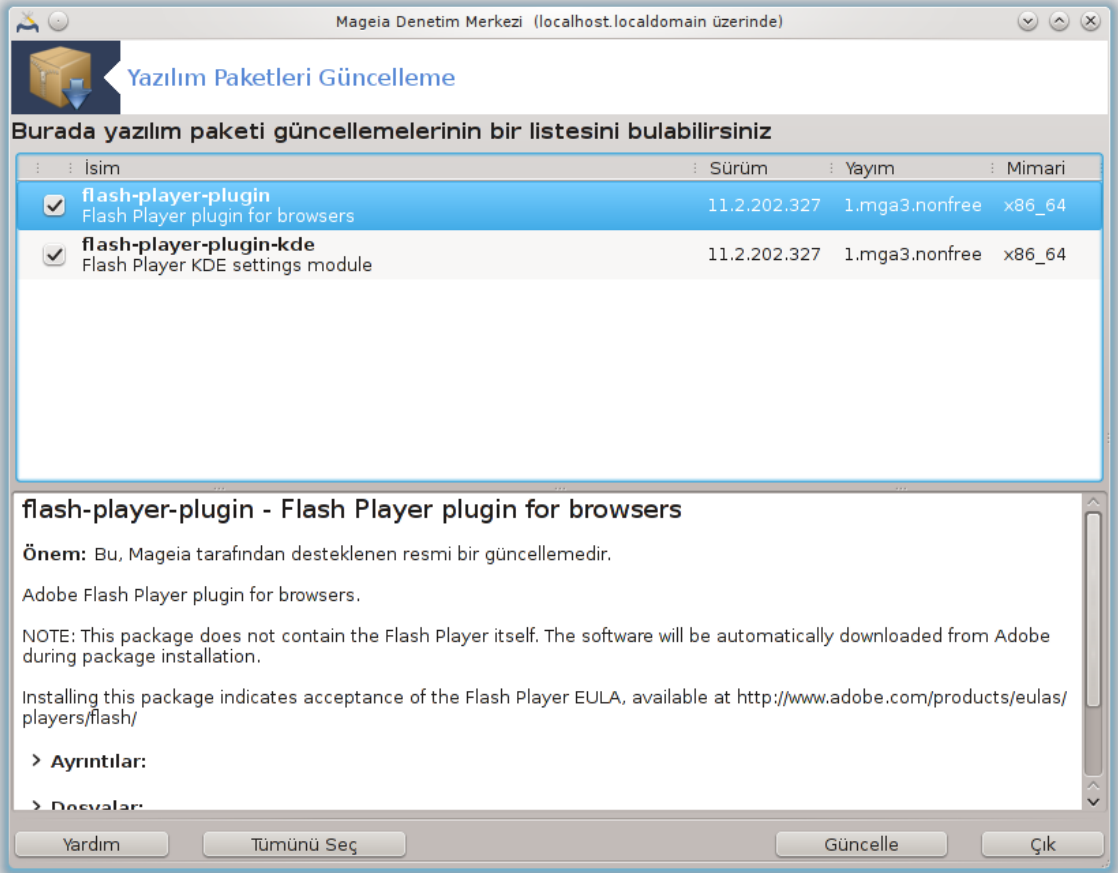 Mageia Denetim Merkezi (localhost.localdomain üzerinde)
Yazılım Paketleri Güncelleme
Burada yazılım paketi güncellemelerinin bir listesini bulabilirsiniz
İsim Sürüm Yayım Mimari
flash-player-plugin
Flash Player plugin for browsers 11.2.202.327 1.mga3.nonfree x86_64
flash-player-plugin-kde
Flash Player KDE settings module 11.2.202.327 1.mga3.nonfree x86_64
flash-player-plugin - Flash Player plugin for browsers
Önem: Bu, Mageia tarafından desteklenen resmi bir güncellemedir.
Adobe Flash Player plugin for browsers.
NOTE: This package does not contain the Flash Player itself. The software will be automatically downloaded from Adobe
during package installation.
Installing this package indicates acceptance of the Flash Player EULA, available at http://www.adobe.com/products/eulas/
players/flash/
Ayrıntılar:
Dosyalar:
Yardım Tümünü Seç Güncelle Çık